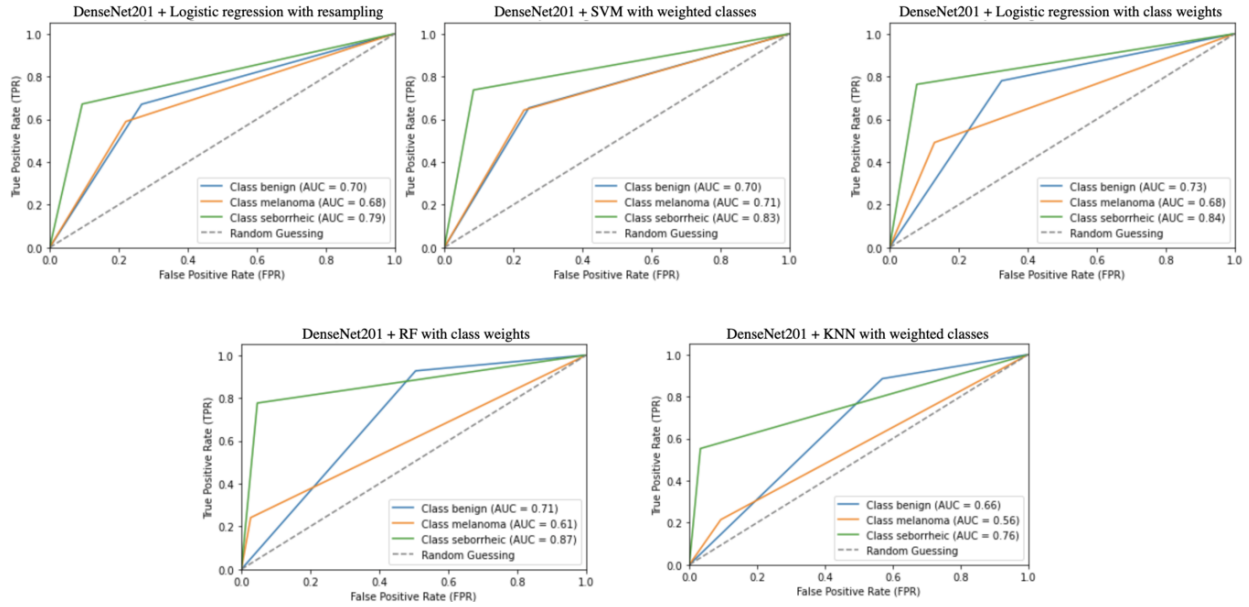 DenseNet201 + Logistic regression with resampling
1.0
0.8
0.6
0.4
0.2
0.0
True Positive Rate (TPR)
Class benign (AUC = 0.70)
Class melanoma (AUC = 0.68)
Class seborrheic (AUC = 0.79)
Random Guessing
0.0 0.2 0.4 0.6 0.8 1.0
False Positive Rate (FPR)
DenseNet201 + SVM with weighted classes
1.0
0.8
0.6
0.4
0.2
0.0
True Positive Rate (TPR)
Class benign (AUC = 0.70)
Class melanoma (AUC = 0.71)
Class seborrheic (AUC = 0.83)
Random Guessing
0.0 0.2 0.4 0.6 0.8 1.0
False Positive Rate (FPR)
DenseNet201 + Logistic regression with class weights
1.0
0.8
0.6
0.4
0.2
0.0
True Positive Rate (TPR)
Class benign (AUC = 0.73)
Class melanoma (AUC = 0.68)
Class seborrheic (AUC = 0.84)
Random Guessing
0.0 0.2 0.4 0.6 0.8 1.0
False Positive Rate (FPR)
DenseNet201 + RF with class weights
1.0
0.8
0.6
0.4
0.2
0.0
True Positive Rate (TPR)
Class benign (AUC = 0.71)
Class melanoma (AUC = 0.61)
Class seborrheic (AUC = 0.87)
Random Guessing
0.0 0.2 0.4 0.6 0.8 1.0
False Positive Rate (FPR)
DenseNet201 + KNN with weighted classes
1.0
0.8
0.6
0.4
0.2
0.0
True Positive Rate (TPR)
Class benign (AUC = 0.66)
Class melanoma (AUC = 0.56)
Class seborrheic (AUC = 0.76)
Random Guessing
0.0 0.2 0.4 0.6 0.8 1.0
False Positive Rate (FPR)